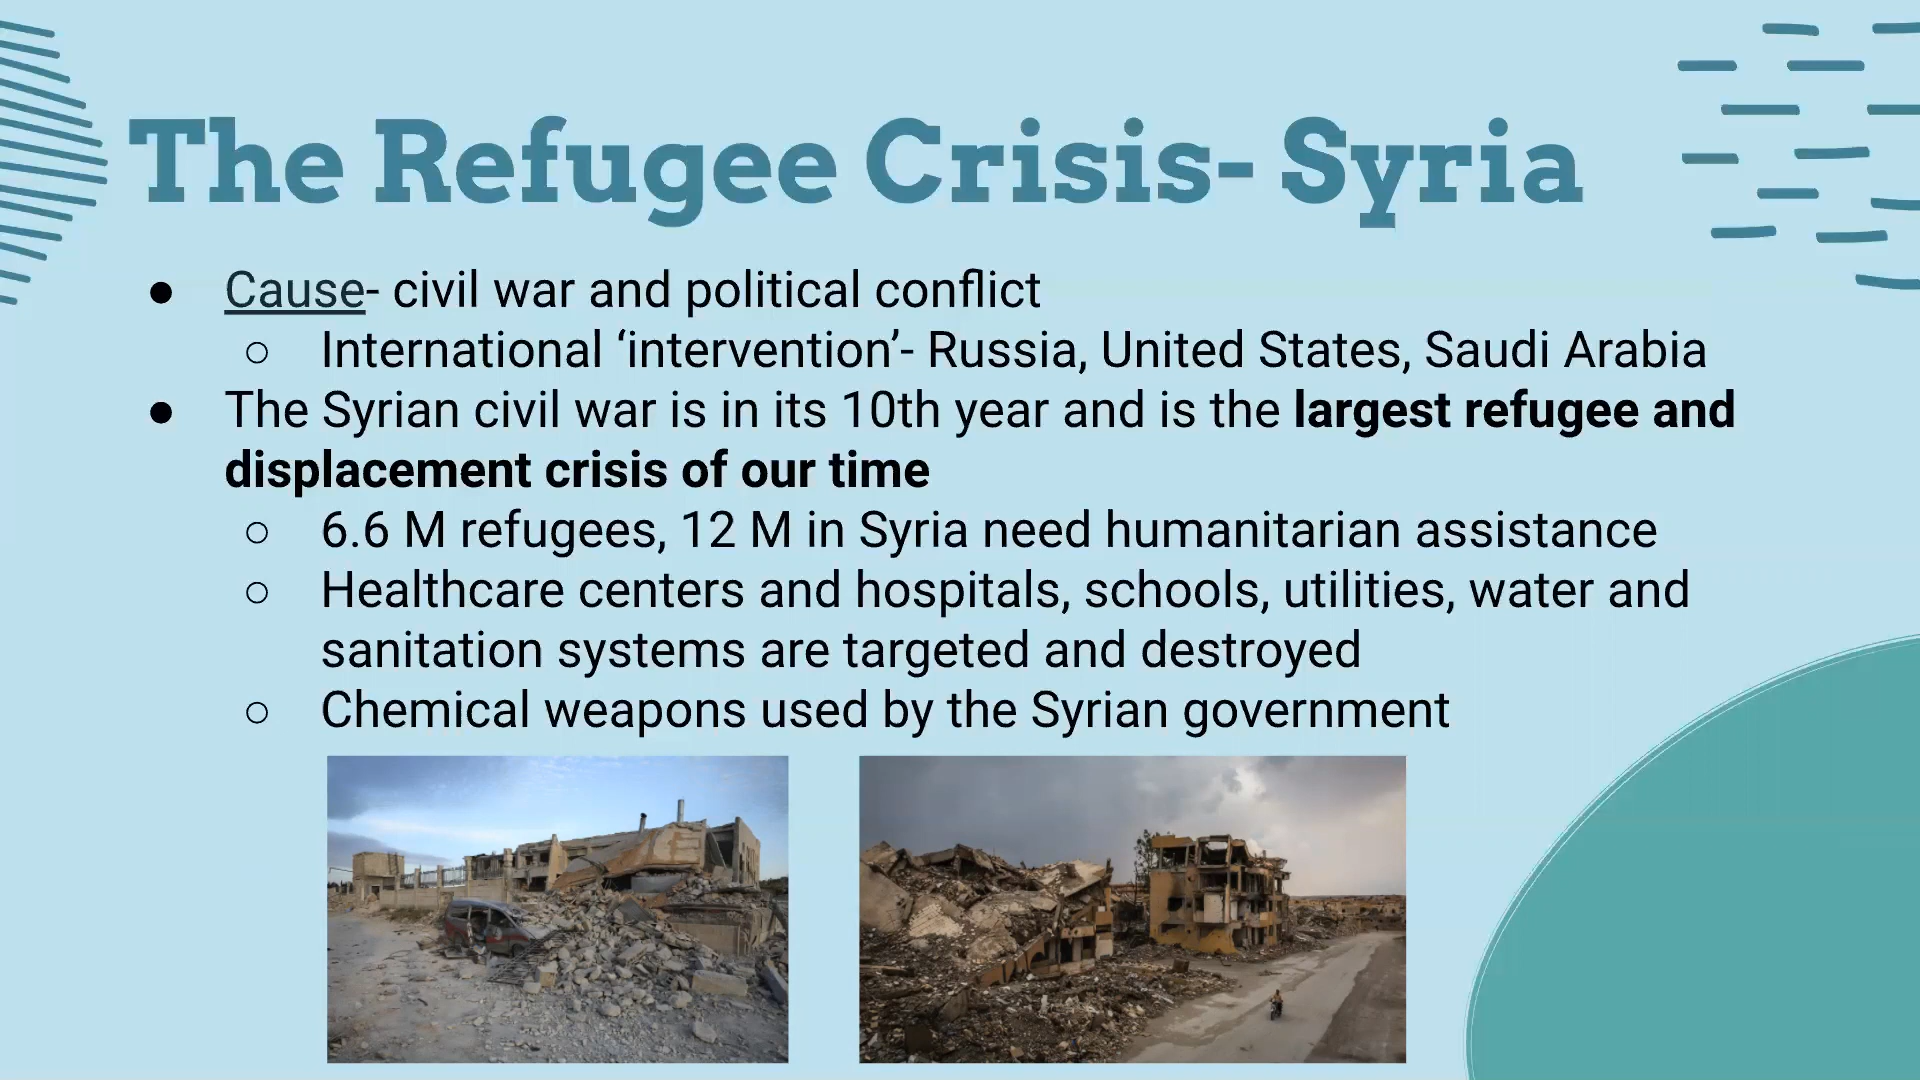 The Refugee Crisis- Syria
● Cause- civil war and political conflict
○ International ‘intervention’- Russia, United States, Saudi Arabia
● The Syrian civil war is in its 10th year and is the largest refugee and
displacement crisis of our time
○ 6.6 M refugees, 12 M in Syria need humanitarian assistance
○ Healthcare centers and hospitals, schools, utilities, water and
sanitation systems are targeted and destroyed
○ Chemical weapons used by the Syrian government